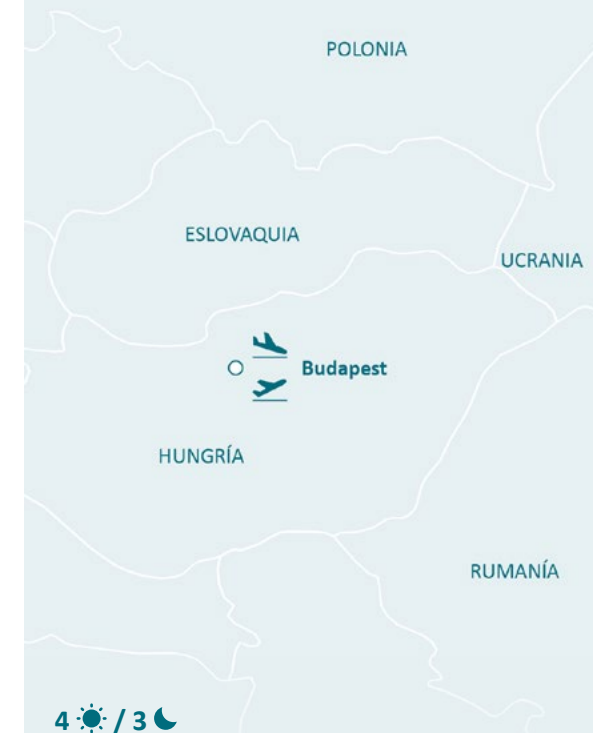 POLONIA
ESLOVAQUIA
UCRANIA
Budapest
HUNGRÍA
RUMANÍA
4 / 3